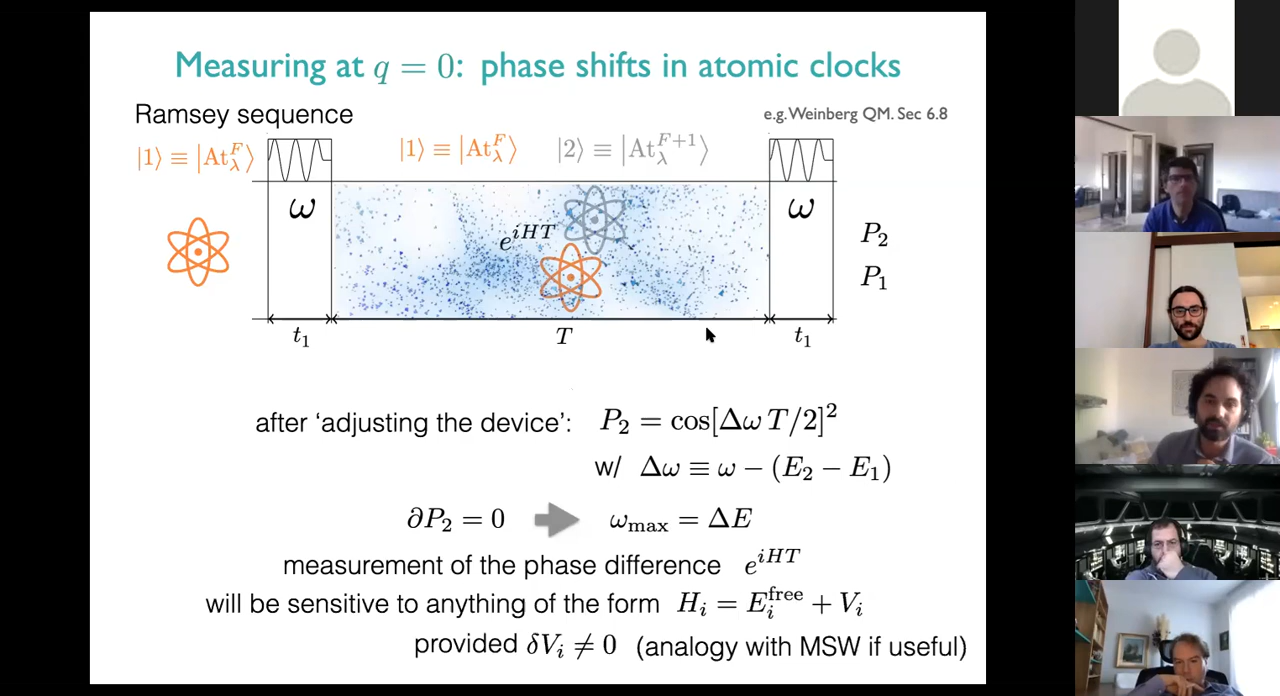 Measuring at q = 0: phase shifts in atomic clocks
Ramsey sequence
e.g. Weinberg QM. Sec 6.8
|1⟩ ≡ |At_λ^F⟩
|1⟩ ≡ |At_λ^F⟩ |2⟩ ≡ |At_λ^{F+1}⟩
ω
ω
e^{iHT}
P_2
P_1
t_1
T
t_1
after ‘adjusting the device’: P_2 = cos[Δω T/2]^2
w/ Δω ≡ ω − (E_2 − E_1)
∂P_2 = 0 ω_max = ΔE
measurement of the phase difference e^{iHT}
will be sensitive to anything of the form H_i = E_i^free + V_i
provided δV_i ≠ 0 (analogy with MSW if useful)